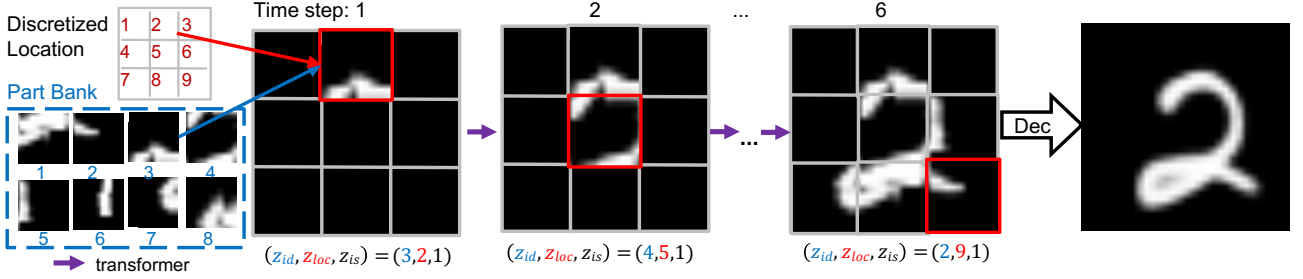 Discretized
Location
1 2 3
4 5 6
7 8 9
Part Bank
1 2 3 4
5 6 7 8
transformer
Time step: 1
2
...
6
...
Dec
(z_id, z_loc, z_is) = (3,2,1)
(z_id, z_loc, z_is) = (4,5,1)
(z_id, z_loc, z_is) = (2,9,1)
2